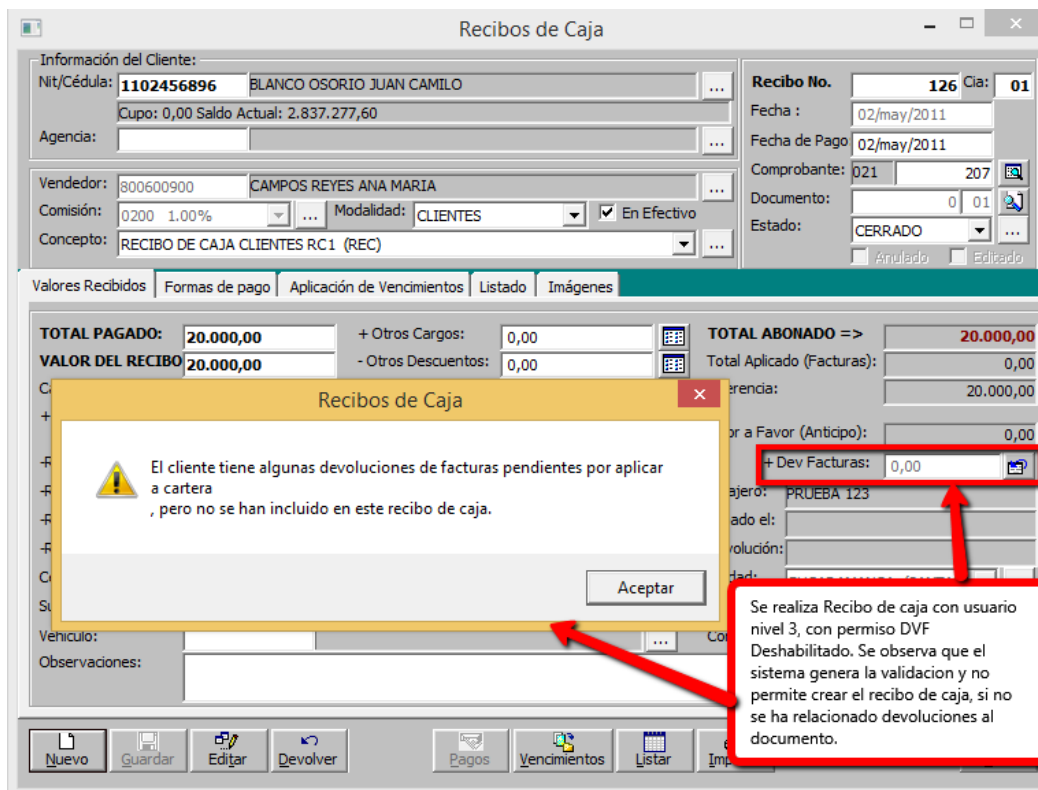 Recibos de Caja
Información del Cliente:
Nit/Cédula: 1102456896 BLANCO OSORIO JUAN CAMILO ...
Cupo: 0,00 Saldo Actual: 2.837.277,60
Agencia: ...
Recibo No. 126 Cia: 01
Fecha : 02/may/2011
Fecha de Pago 02/may/2011
Comprobante: 021 207
Documento: 0 01
Estado: CERRADO ...
Anulado Editado
Vendedor: 800600900 CAMPOS REYES ANA MARIA ...
Comisión: 0200 1.00% ... Modalidad: CLIENTES En Efectivo
Concepto: RECIBO DE CAJA CLIENTES RC1 (REC) ...
Valores Recibidos Formas de pago Aplicación de Vencimientos Listado Imágenes
TOTAL PAGADO: 20.000,00 + Otros Cargos: 0,00 TOTAL ABONADO => 20.000,00
VALOR DEL RECIBO 20.000,00 - Otros Descuentos: 0,00 Total Aplicado (Facturas): 0,00
20.000,00
a Favor (Anticipo): 0,00
+ Dev Facturas: 0,00
PRUEBA 123
Recibos de Caja
El cliente tiene algunas devoluciones de facturas pendientes por aplicar
a cartera
, pero no se han incluido en este recibo de caja.
Aceptar
Se realiza Recibo de caja con usuario
nivel 3, con permiso DVF
Deshabilitado. Se observa que el
sistema genera la validacion y no
permite crear el recibo de caja, si no
se ha relacionado devoluciones al
documento.
Vehiculo: ...
Observaciones:
Nuevo Guardar Editar Devolver Pagos Vencimientos Listar